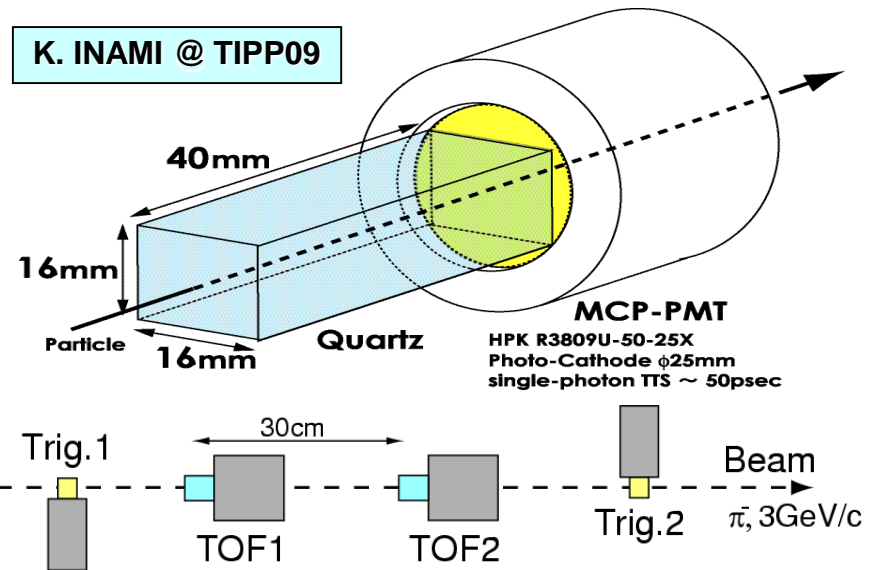 K. INAMI @ TIPP09
40mm
16mm
Particle
16mm
Quartz
MCP-PMT
HPK R3809U-50-25X
Photo-Cathode ϕ25mm
single-photon TTS ~ 50psec
Trig.1
30cm
TOF1
TOF2
Trig.2
Beam
π⁻, 3GeV/c